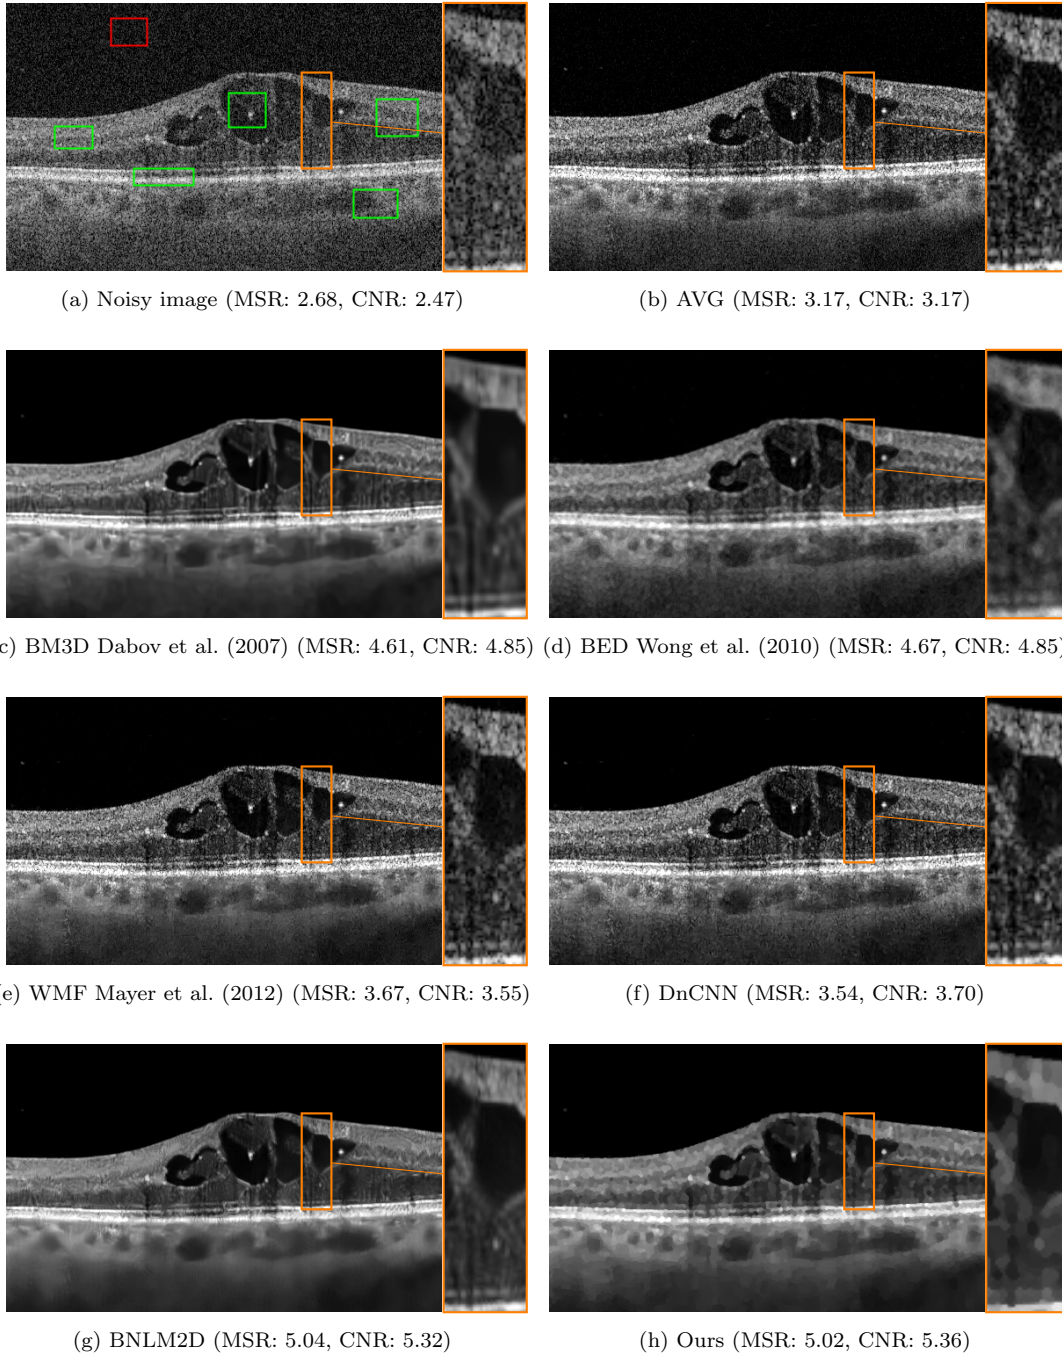 (a) Noisy image (MSR: 2.68, CNR: 2.47)
(b) AVG (MSR: 3.17, CNR: 3.17)
c) BM3D Dabov et al. (2007) (MSR: 4.61, CNR: 4.85)
(d) BED Wong et al. (2010) (MSR: 4.67, CNR: 4.85)
(e) WMF Mayer et al. (2012) (MSR: 3.67, CNR: 3.55)
(f) DnCNN (MSR: 3.54, CNR: 3.70)
(g) BNLM2D (MSR: 5.04, CNR: 5.32)
(h) Ours (MSR: 5.02, CNR: 5.36)